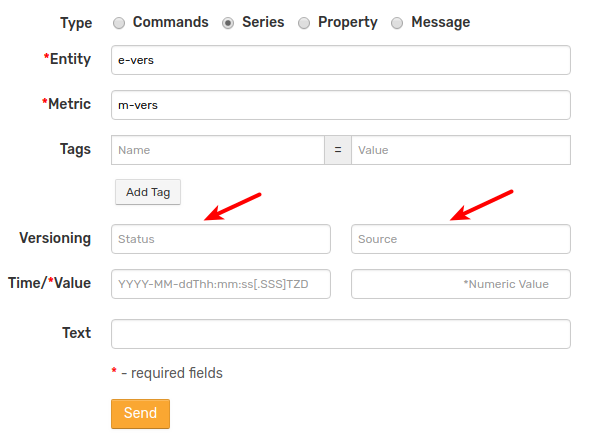 Type Commands Series Property Message
*Entity e-vers
*Metric m-vers
Tags Name = Value
Add Tag
Versioning Status Source
Time/*Value YYYY-MM-ddThh:mm:ss[.SSS]TZD *Numeric Value
Text
* - required fields
Send